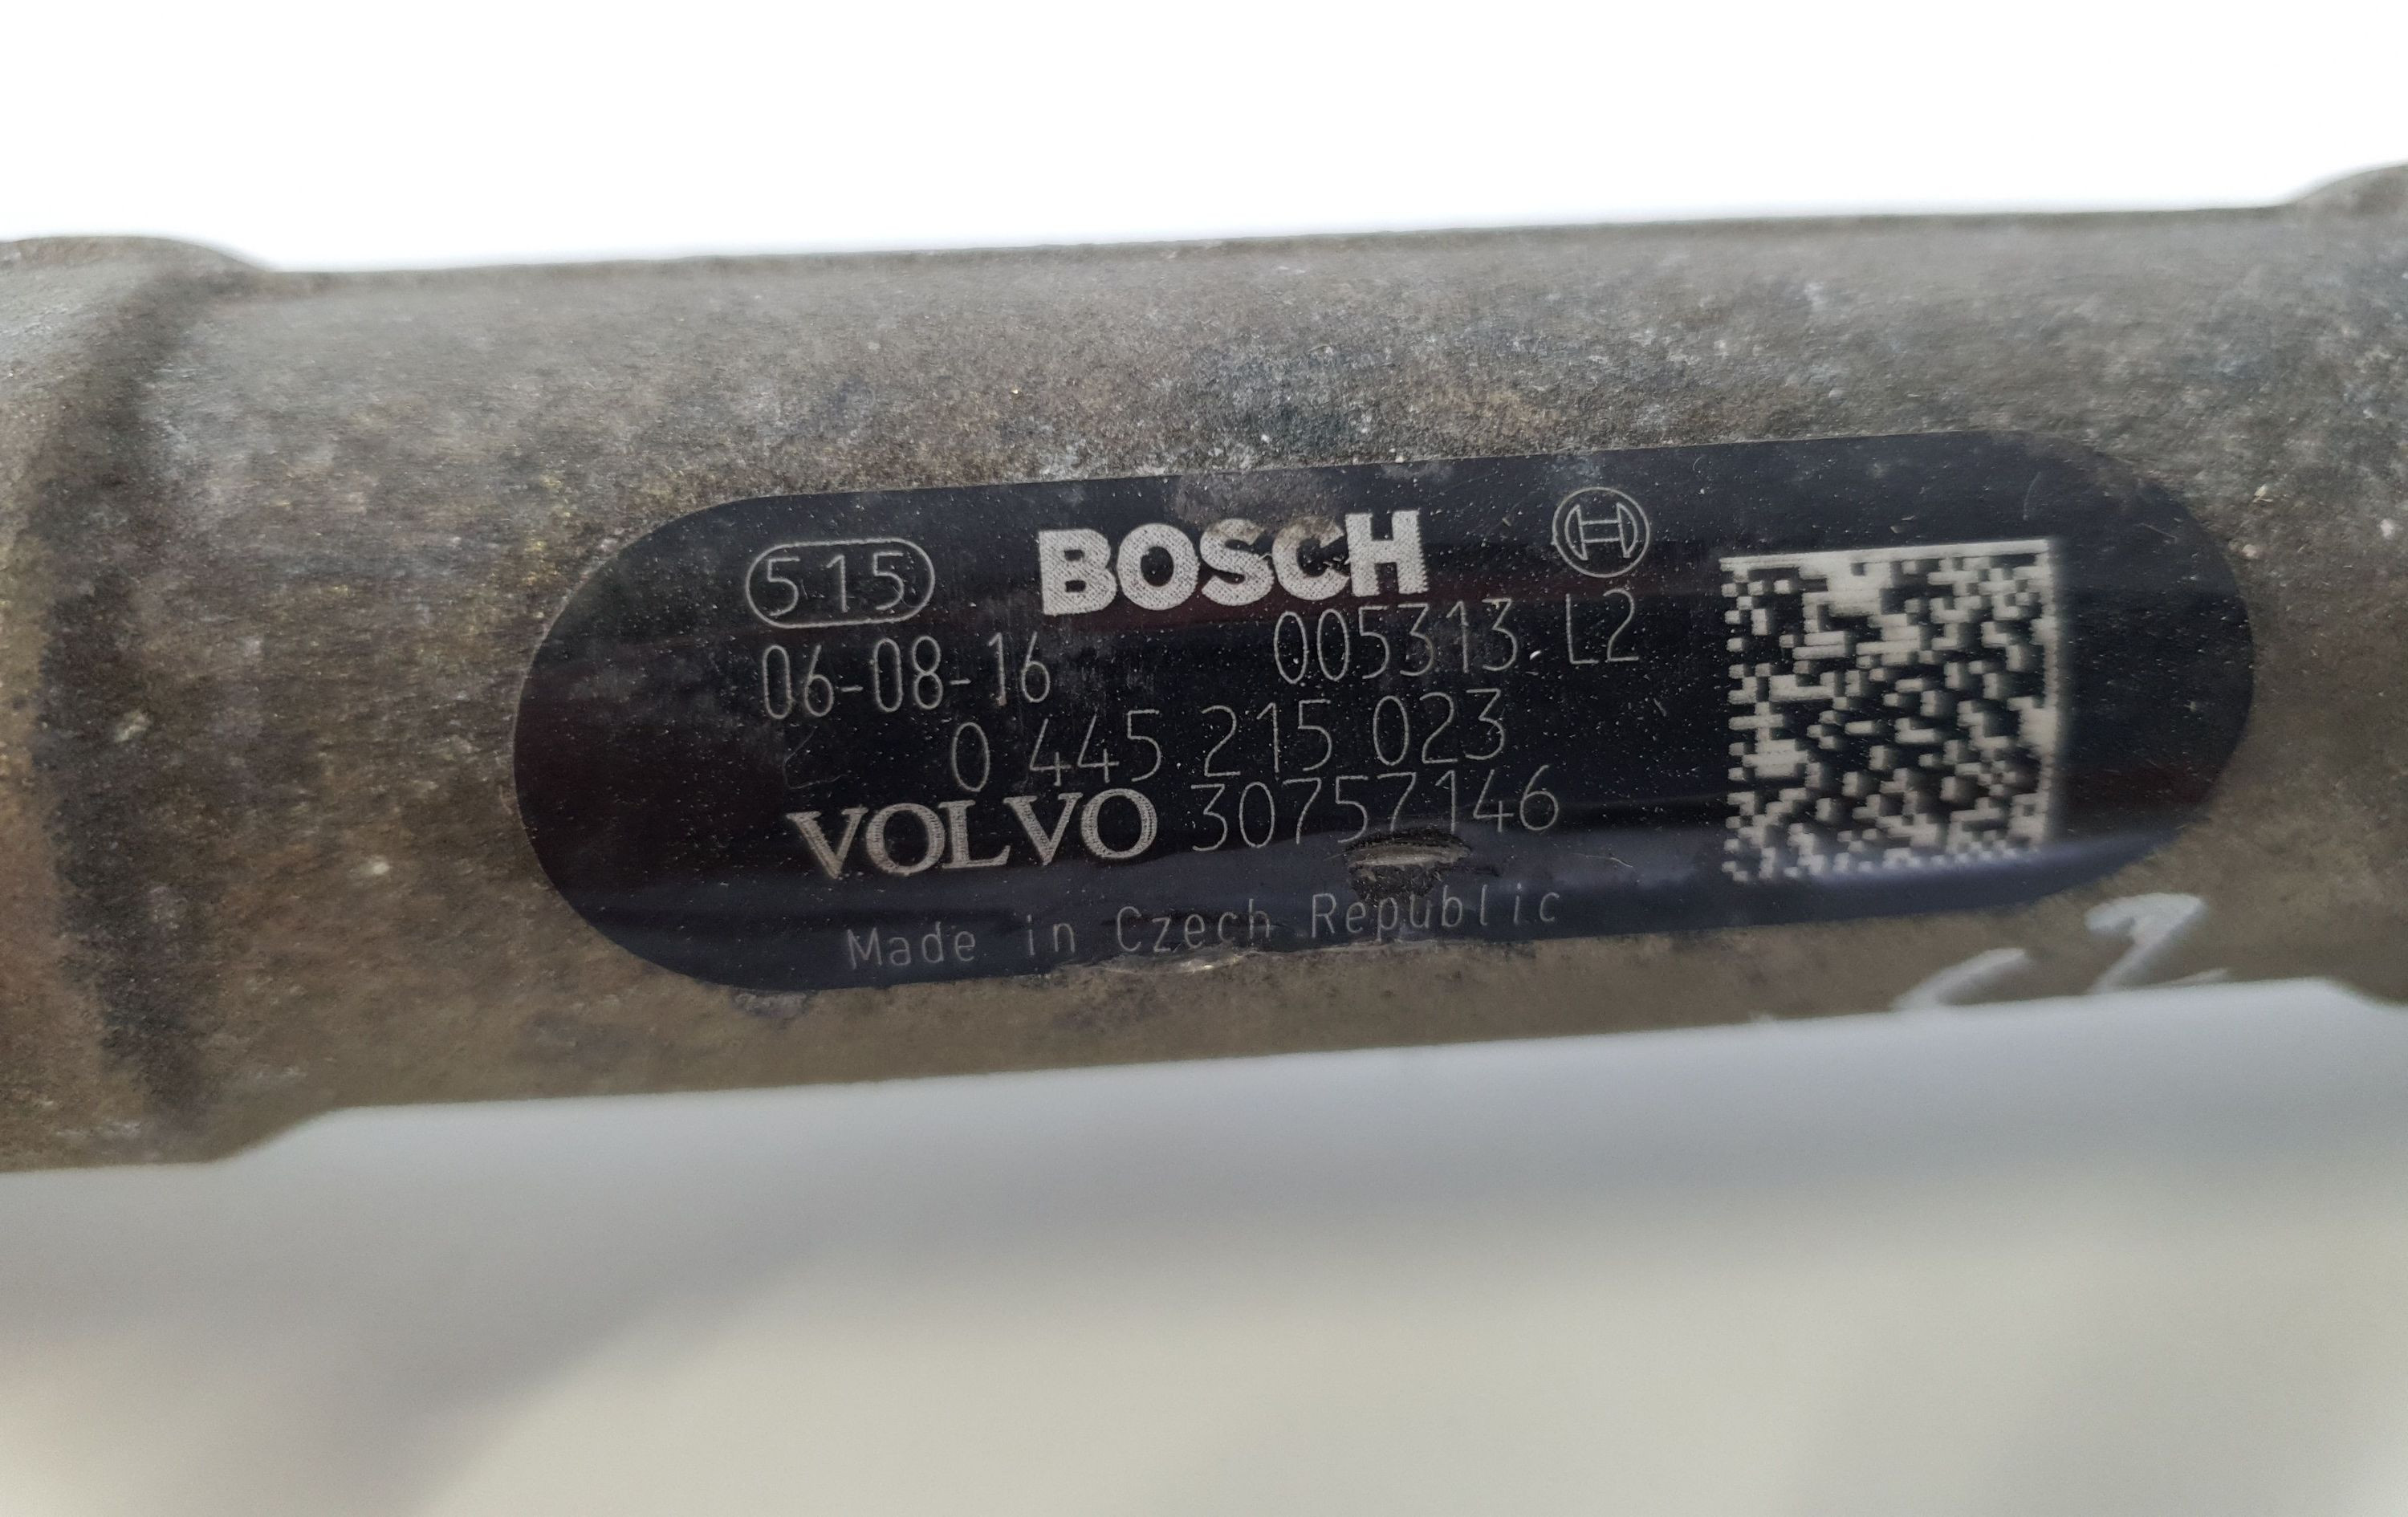 515 BOSCH
06-08-16 005313 L2
0 445 215 023
VOLVO 30757146
Made in Czech Republic